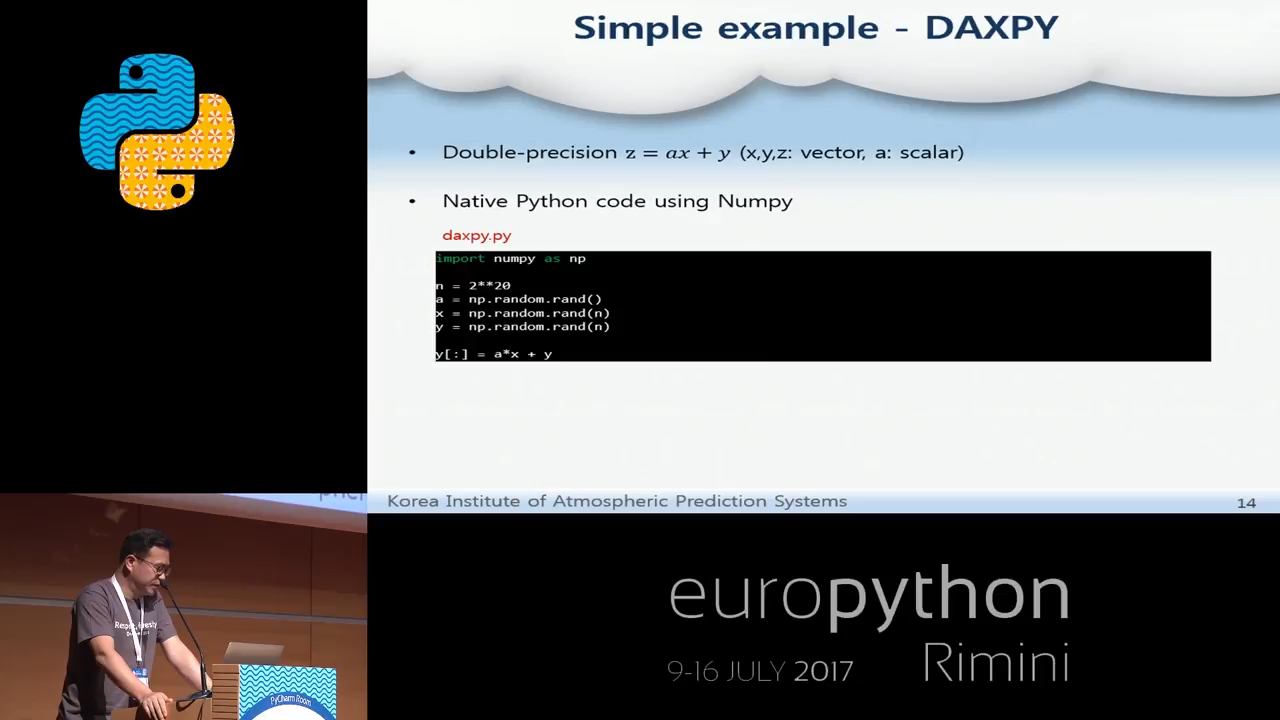 Simple example - DAXPY
• Double-precision z = ax + y (x,y,z: vector, a: scalar)
• Native Python code using Numpy
daxpy.py
import numpy as np
n = 2**20
a = np.random.rand()
x = np.random.rand(n)
y = np.random.rand(n)
y[:] = a*x + y
Korea Institute of Atmospheric Prediction Systems
14
PyCharm Room
europython
Rimini
9-16 JULY 2017